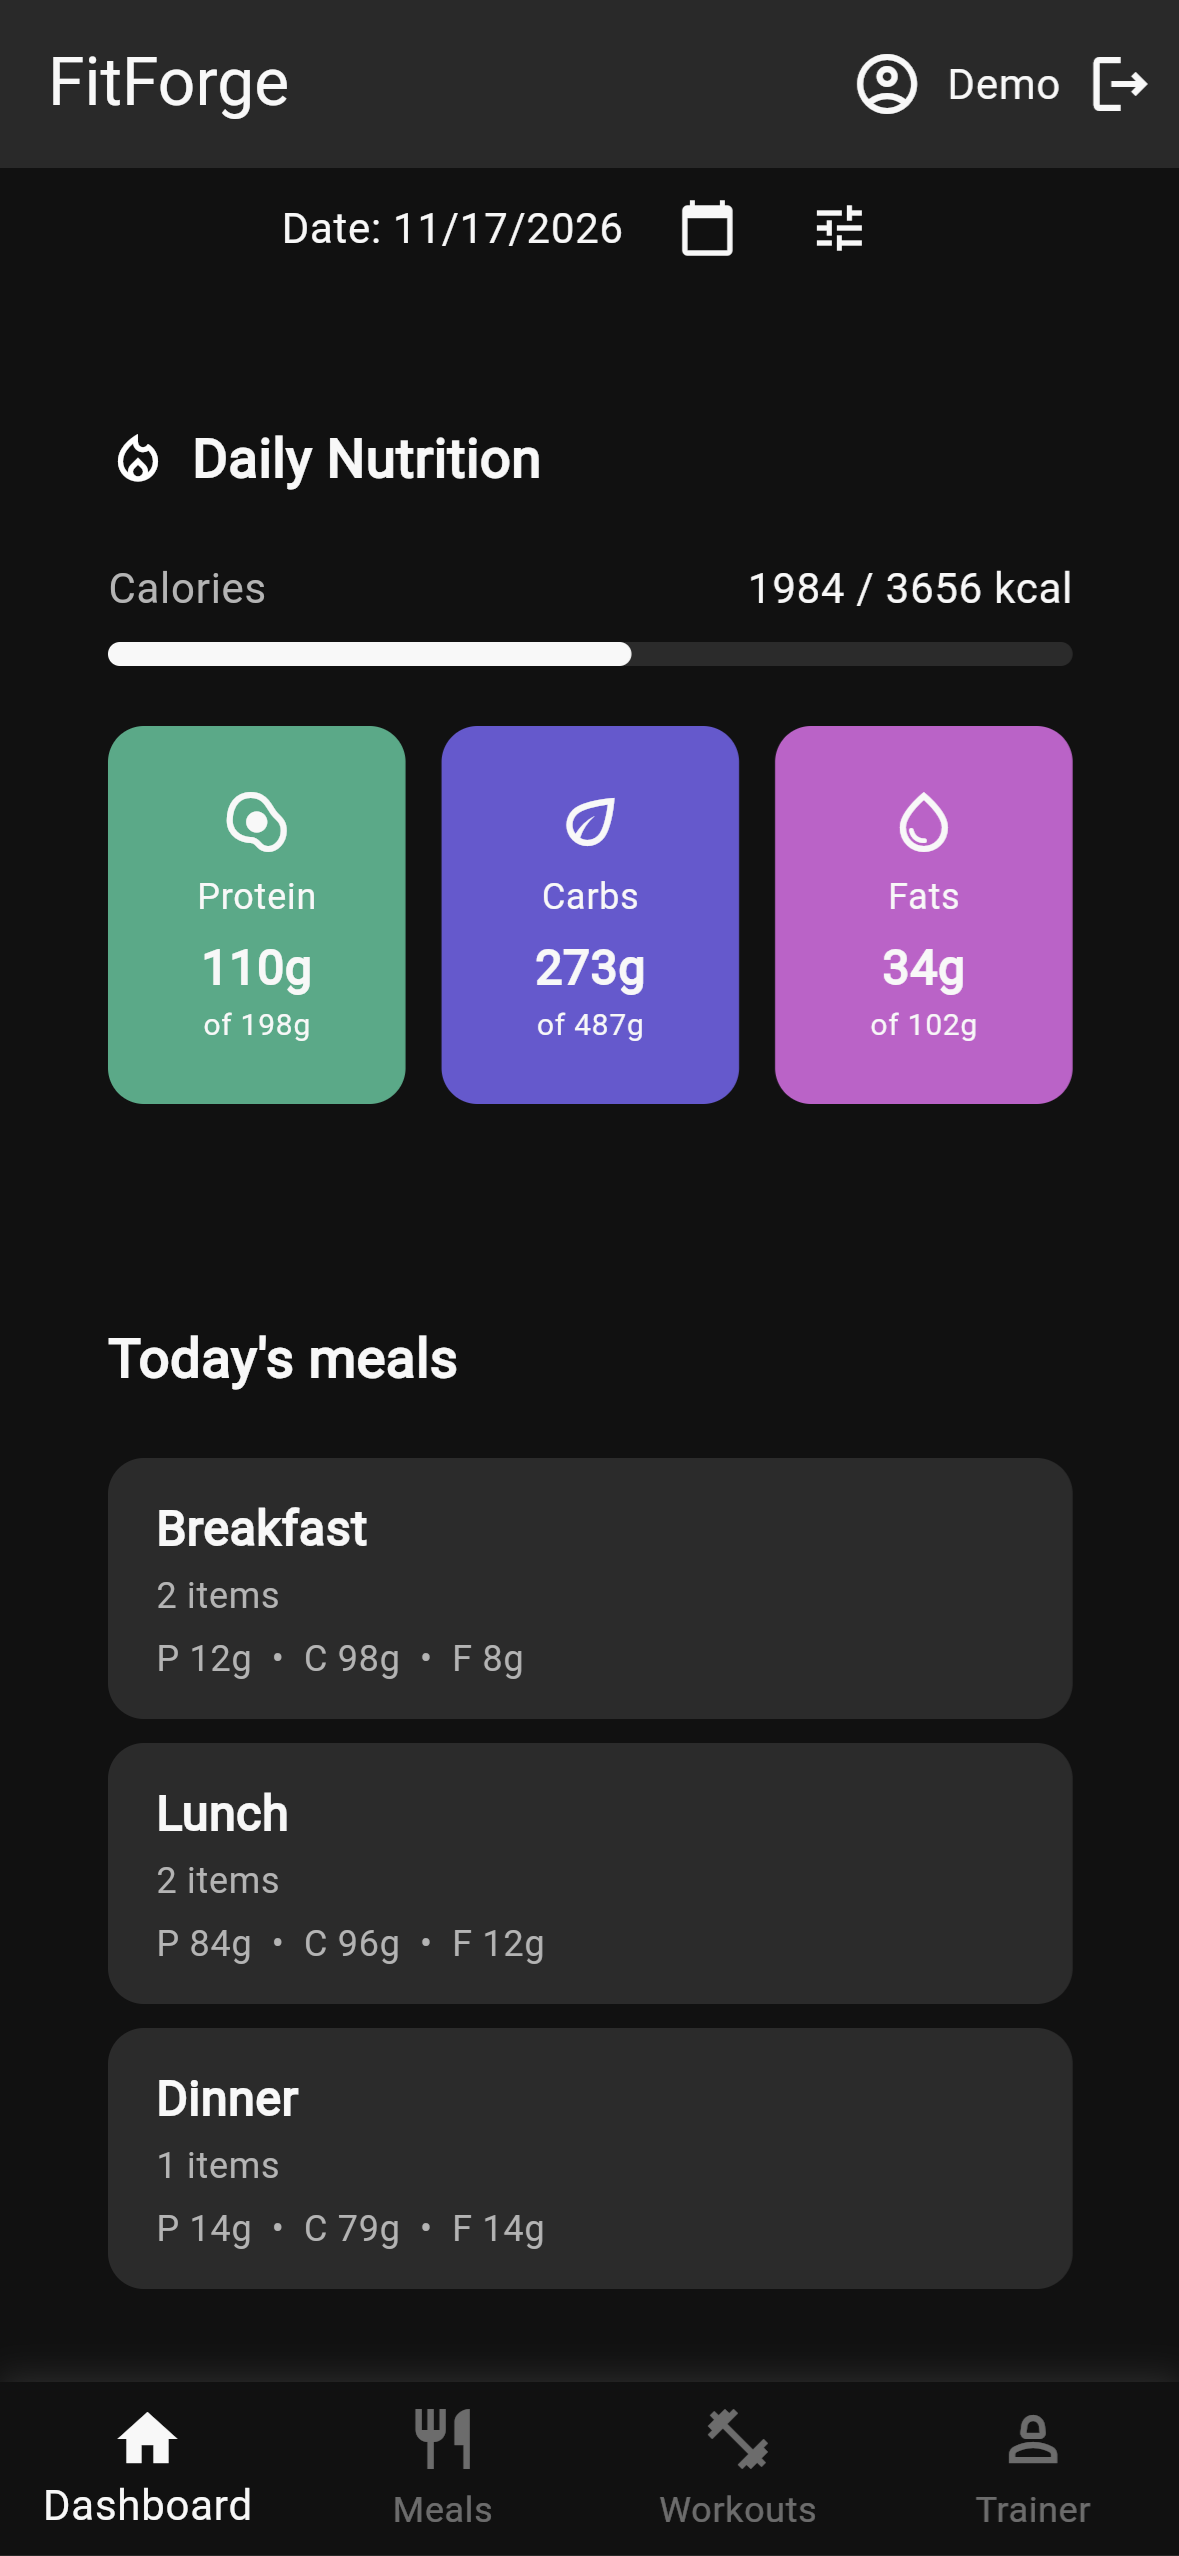 FitForge
Demo
Date: 11/17/2026
Daily Nutrition
Calories
1984 / 3656 kcal
Protein
110g
of 198g
Carbs
273g
of 487g
Fats
34g
of 102g
Today's meals
Breakfast
2 items
P 12g • C 98g • F 8g
Lunch
2 items
P 84g • C 96g • F 12g
Dinner
1 items
P 14g • C 79g • F 14g
Dashboard
Meals
Workouts
Trainer